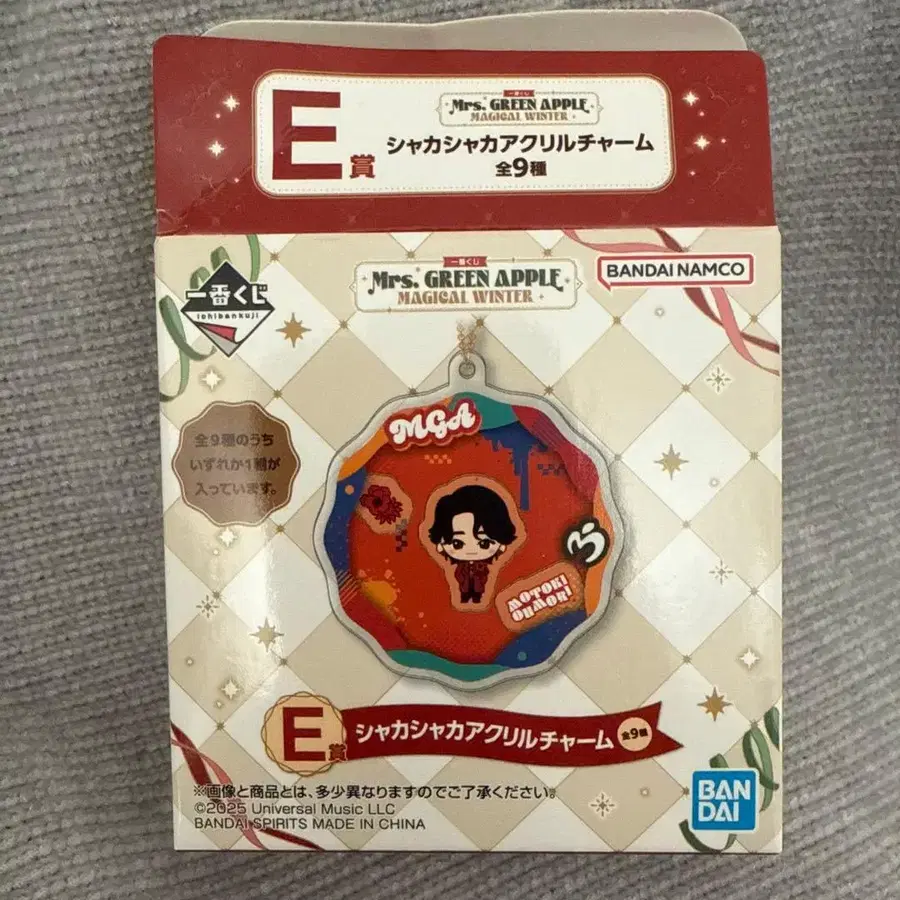 E賞
一番くじ
Mrs. GREEN APPLE
MAGICAL WINTER
シャカシャカアクリルチャーム
全9種
一番くじ
ichibankuji
一番くじ
Mrs. GREEN APPLE
MAGICAL WINTER
BANDAI NAMCO
全9種のうち
いずれか1種が
入っています。
MGA
MOTOKI
OHMORI
E賞
シャカシャカアクリルチャーム
全9種
※画像と商品とは、多少異なりますのでご了承ください。
©2025 Universal Music LLC
BANDAI SPIRITS MADE IN CHINA
BAN
DAI